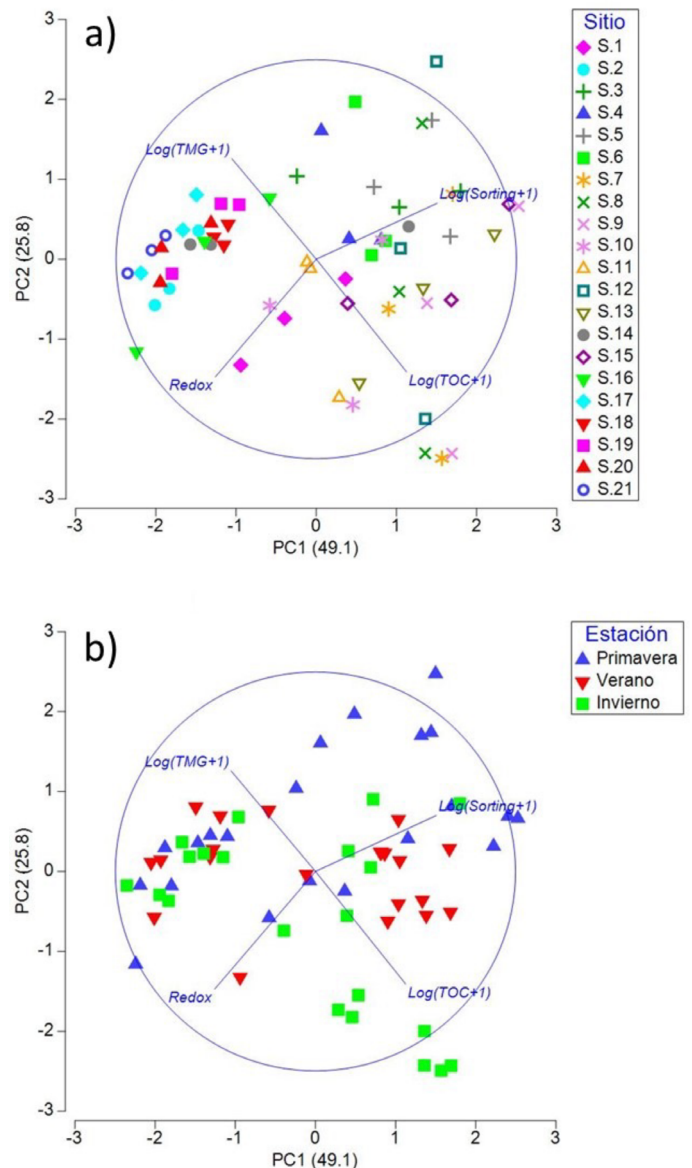 a)
3
2
1
0
-1
-2
-3
PC2 (25.8)
-3 -2 -1 0 1 2 3
PC1 (49.1)
Log(TMG+1)
Log(Sorting+1)
Redox
Log(TOC+1)
Sitio
S.1
S.2
S.3
S.4
S.5
S.6
S.7
S.8
S.9
S.10
S.11
S.12
S.13
S.14
S.15
S.16
S.17
S.18
S.19
S.20
S.21
b)
3
2
1
0
-1
-2
-3
PC2 (25.8)
-3 -2 -1 0 1 2 3
PC1 (49.1)
Log(TMG+1)
Log(Sorting+1)
Redox
Log(TOC+1)
Estación
Primavera
Verano
Invierno